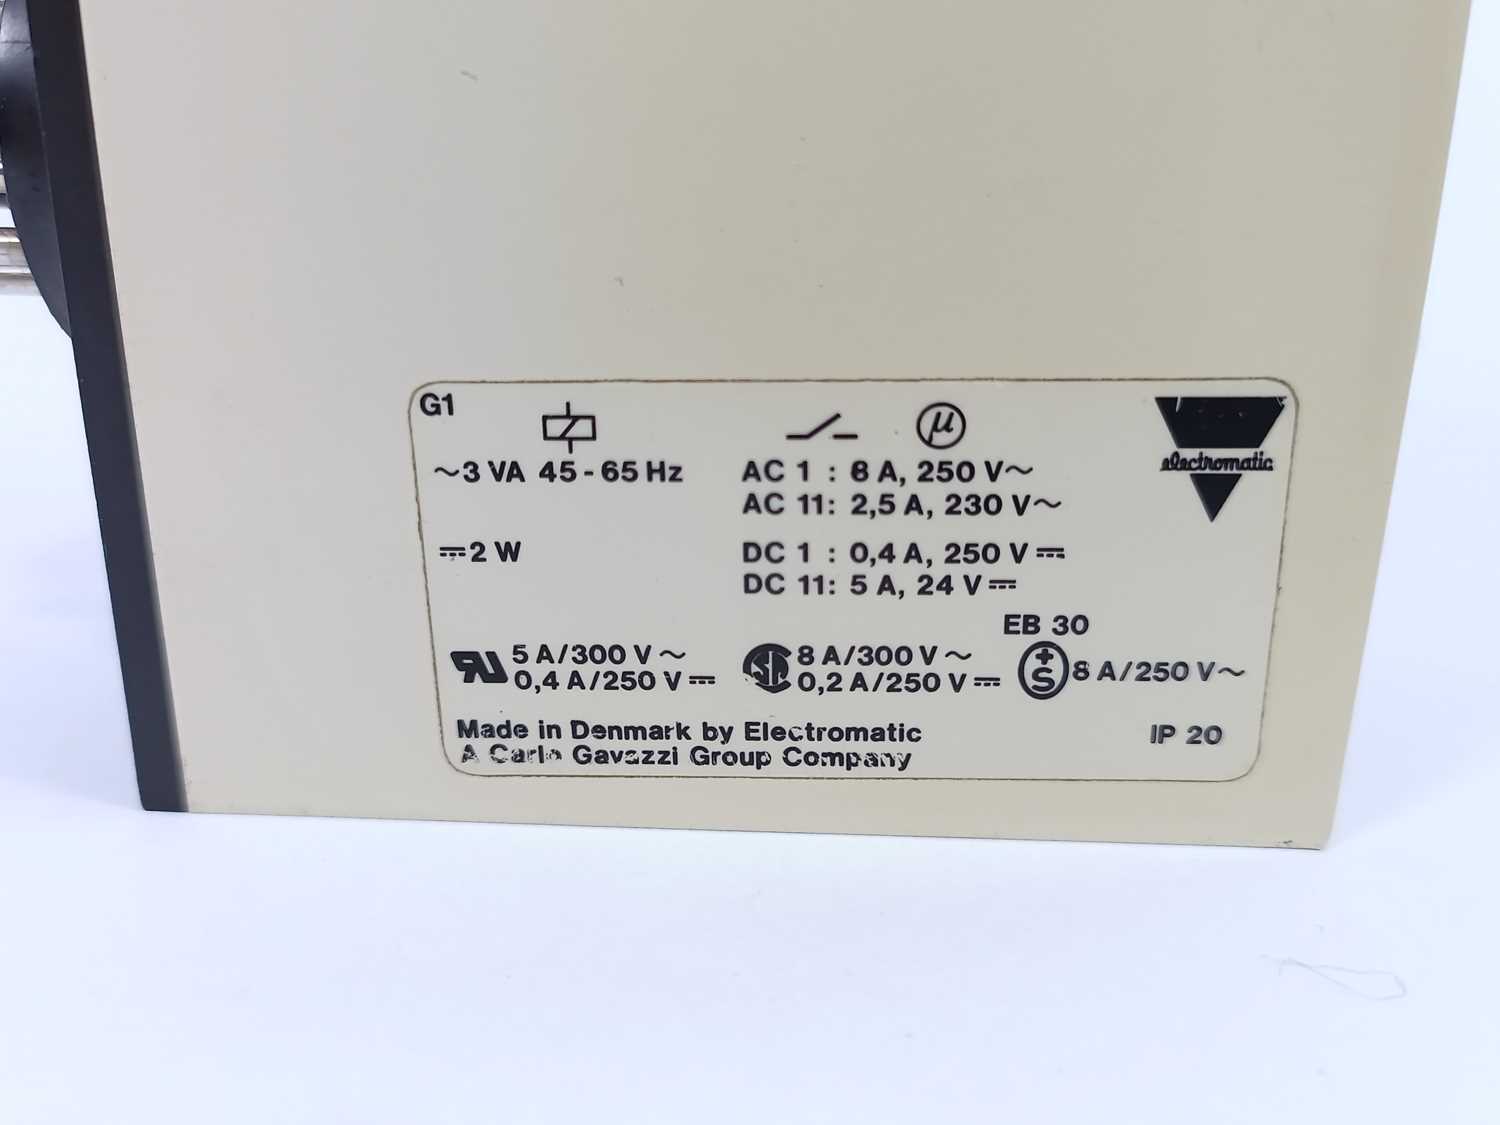 G1
µ
~3 VA 45 - 65 Hz
AC 1 : 8 A, 250 V~
AC 11: 2,5 A, 230 V~
electromatic
⎓2 W
DC 1 : 0,4 A, 250 V⎓
DC 11: 5 A, 24 V⎓
EB 30
RU 5 A/300 V~
0,4 A/250 V⎓
SA 8 A/300 V~
0,2 A/250 V⎓
+S 8 A/250 V~
Made in Denmark by Electromatic
A Carlo Gavazzi Group Company
IP 20